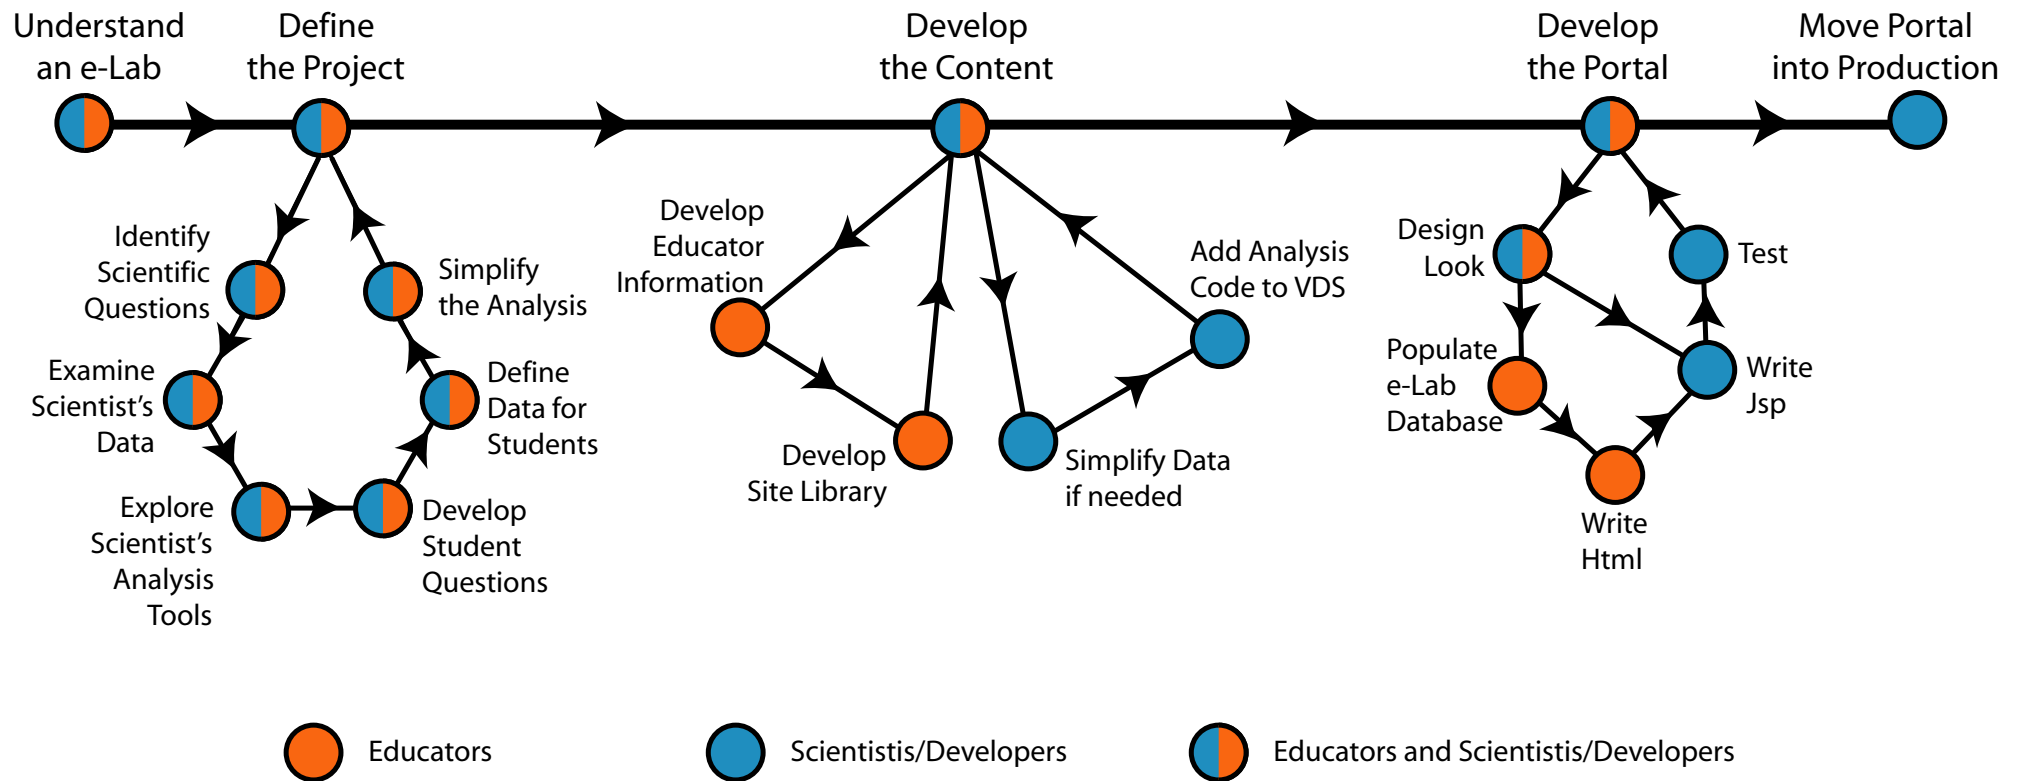 Understand
an e-Lab
Define
the Project
Develop
the Content
Develop
the Portal
Move Portal
into Production
Identify
Scientific
Questions
Simplify
the Analysis
Examine
Scientist's
Data
Define
Data for
Students
Explore
Scientist's
Analysis
Tools
Develop
Student
Questions
Develop
Educator
Information
Add Analysis
Code to VDS
Develop
Site Library
Simplify Data
if needed
Design
Look
Test
Populate
e-Lab
Database
Write
Jsp
Write
Html
Educators
Scientistis/Developers
Educators and Scientistis/Developers